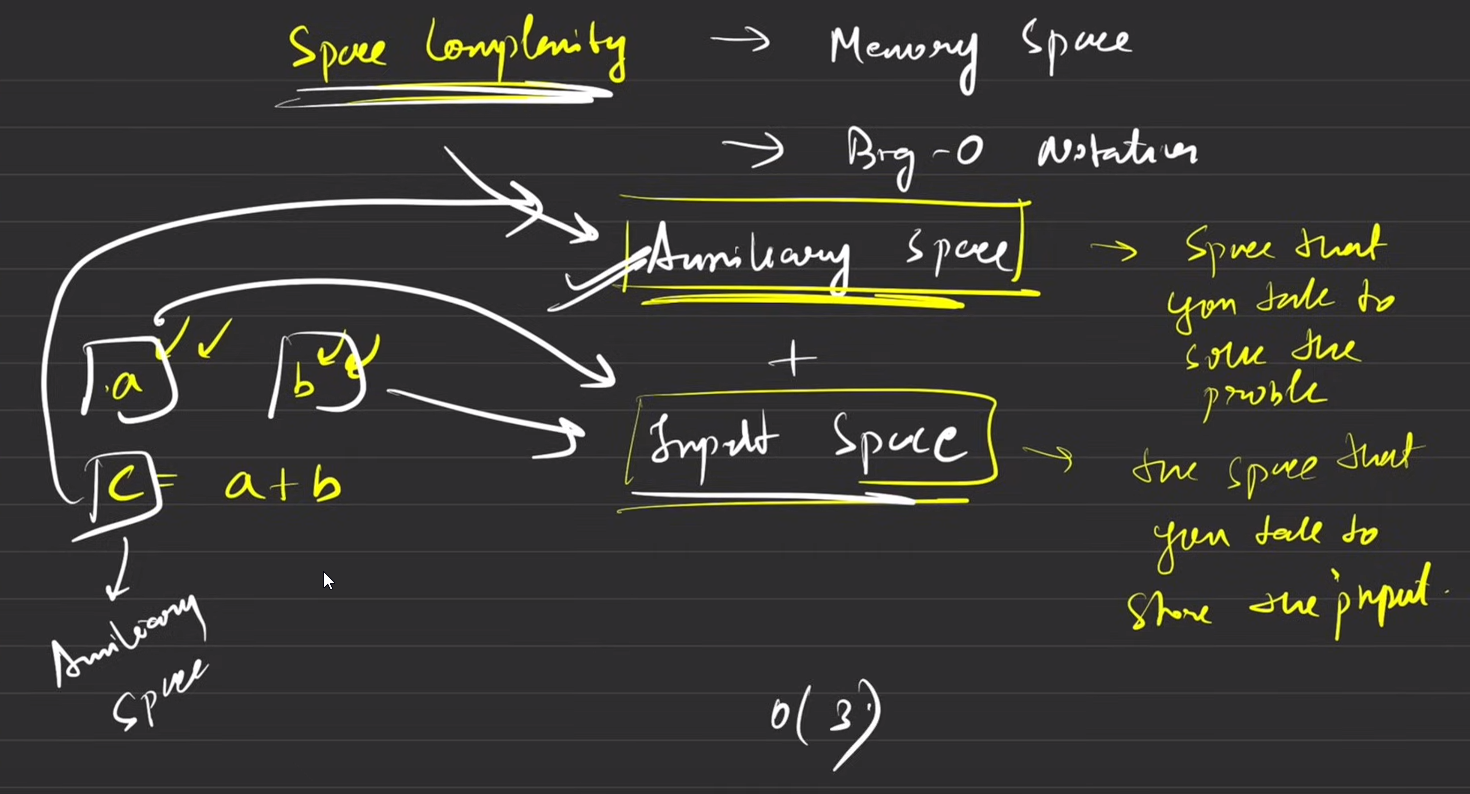 Space Complexity → Memory Space
→ Big-O Notation
Auxiliary Space → Space that
you take to
solve the
proble
+
Input Space → the space that
you take to
store the input.
a b
c = a+b
Auxiliary
Space
O(3)